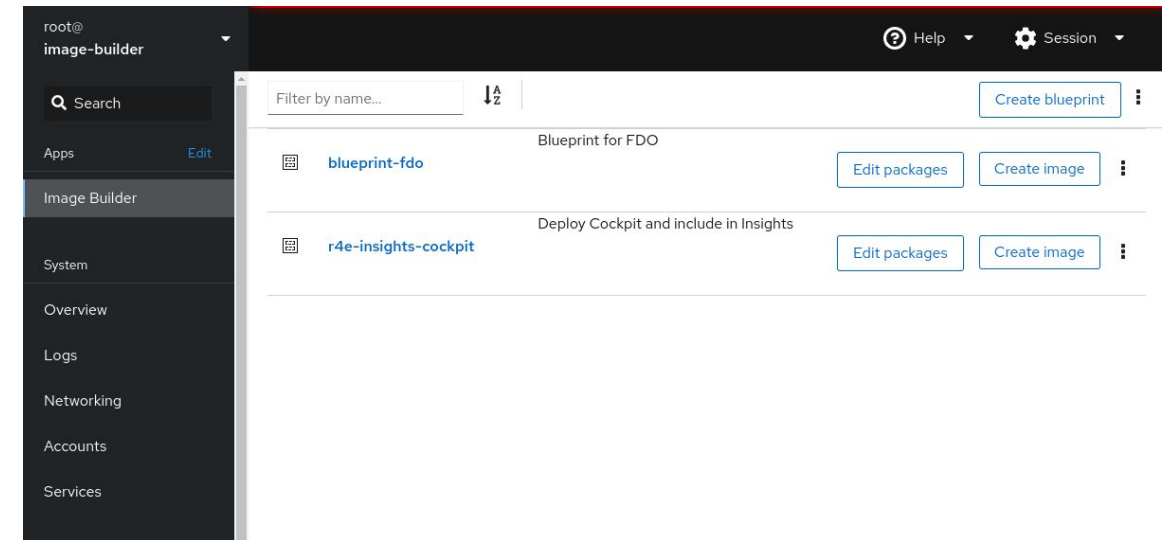 root@
image-builder
Help
Session
Search
Filter by name...
Create blueprint
Apps
Edit
Image Builder
System
Overview
Logs
Networking
Accounts
Services
Blueprint for FDO
blueprint-fdo
Edit packages
Create image
Deploy Cockpit and include in Insights
r4e-insights-cockpit
Edit packages
Create image